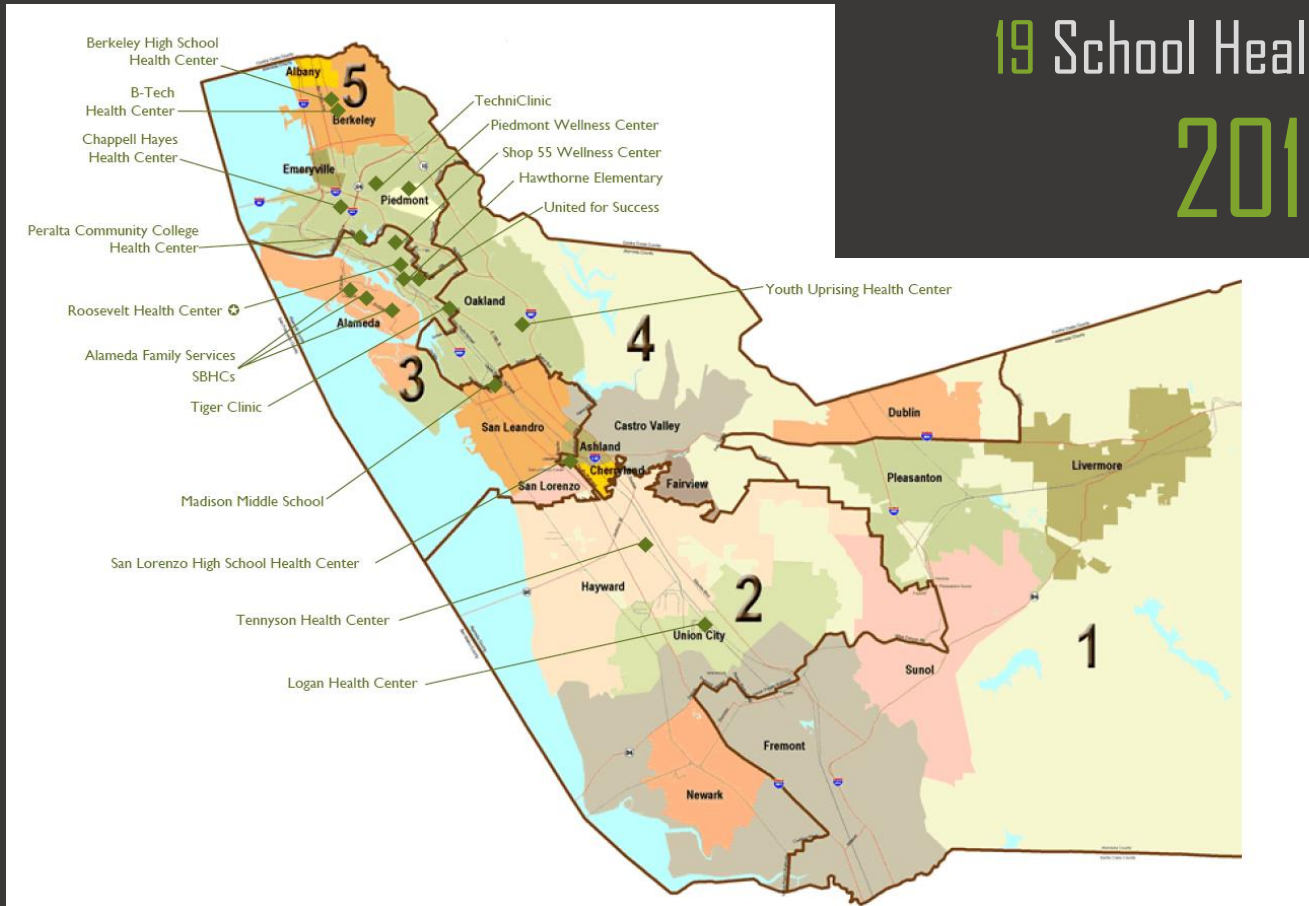 19 School Heal
201
Berkeley High School
Health Center
B-Tech
Health Center
Chappell Hayes
Health Center
Peralta Community College
Health Center
Roosevelt Health Center ✪
Alameda Family Services
SBHCs
Tiger Clinic
Madison Middle School
San Lorenzo High School Health Center
Tennyson Health Center
Logan Health Center
TechniClinic
Piedmont Wellness Center
Shop 55 Wellness Center
Hawthorne Elementary
United for Success
Youth Uprising Health Center
Albany
5
Berkeley
Emeryville
Piedmont
Oakland
Alameda
4
3
San Leandro
Castro Valley
Ashland
Cherryland
San Lorenzo
Fairview
Dublin
Pleasanton
Livermore
Hayward
2
Union City
1
Sunol
Fremont
Newark